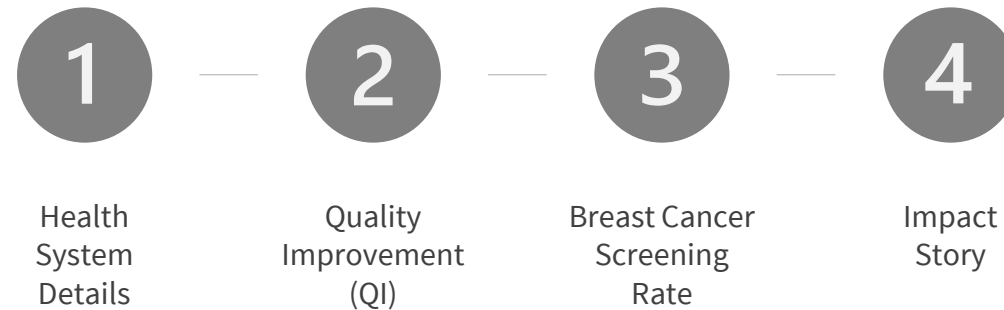 1
2
3
4
Health
System
Details
Quality
Improvement
(QI)
Breast Cancer
Screening
Rate
Impact
Story